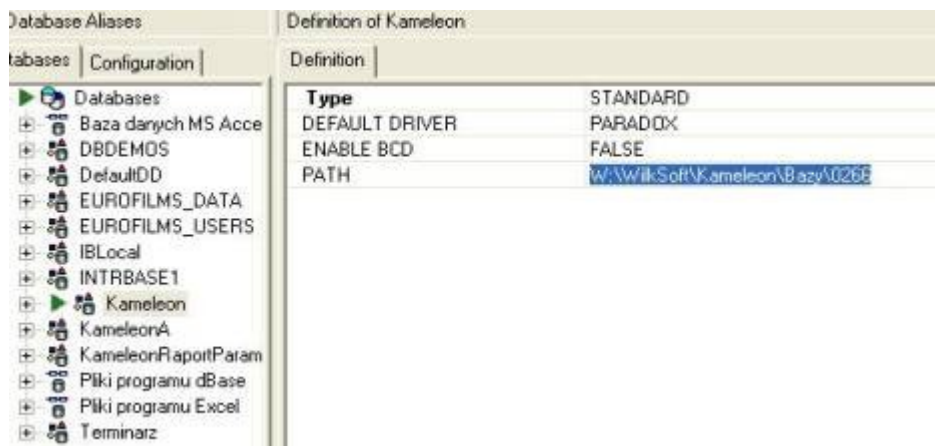 Database Aliases
Definition of Kameleon
tabases
Configuration
Definition
Databases
Baza danych MS Acce
DBDEMOS
DefaultDD
EUROFILMS_DATA
EUROFILMS_USERS
IBLocal
INTRBASE1
Kameleon
KameleonA
KameleonRaportParam
Pliki programu dBase
Pliki programu Excel
Terminarz
Type STANDARD
DEFAULT DRIVER PARADOX
ENABLE BCD FALSE
PATH W:\WilkSoft\Kameleon\Bazy\0266